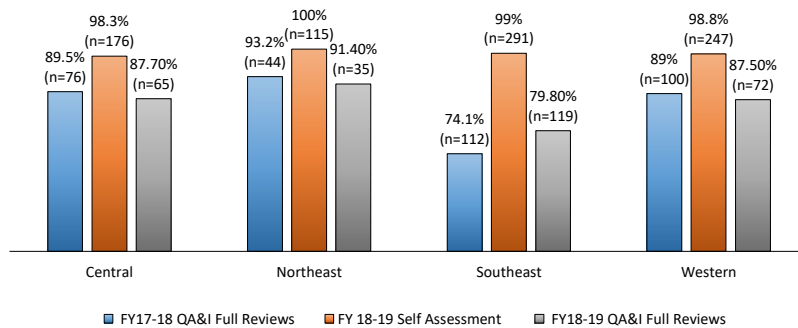 89.5%
(n=76)
98.3%
(n=176)
87.70%
(n=65)
93.2%
(n=44)
100%
(n=115)
91.40%
(n=35)
74.1%
(n=112)
99%
(n=291)
79.80%
(n=119)
89%
(n=100)
98.8%
(n=247)
87.50%
(n=72)
Central
Northeast
Southeast
Western
FY17-18 QA&I Full Reviews
FY 18-19 Self Assessment
FY18-19 QA&I Full Reviews